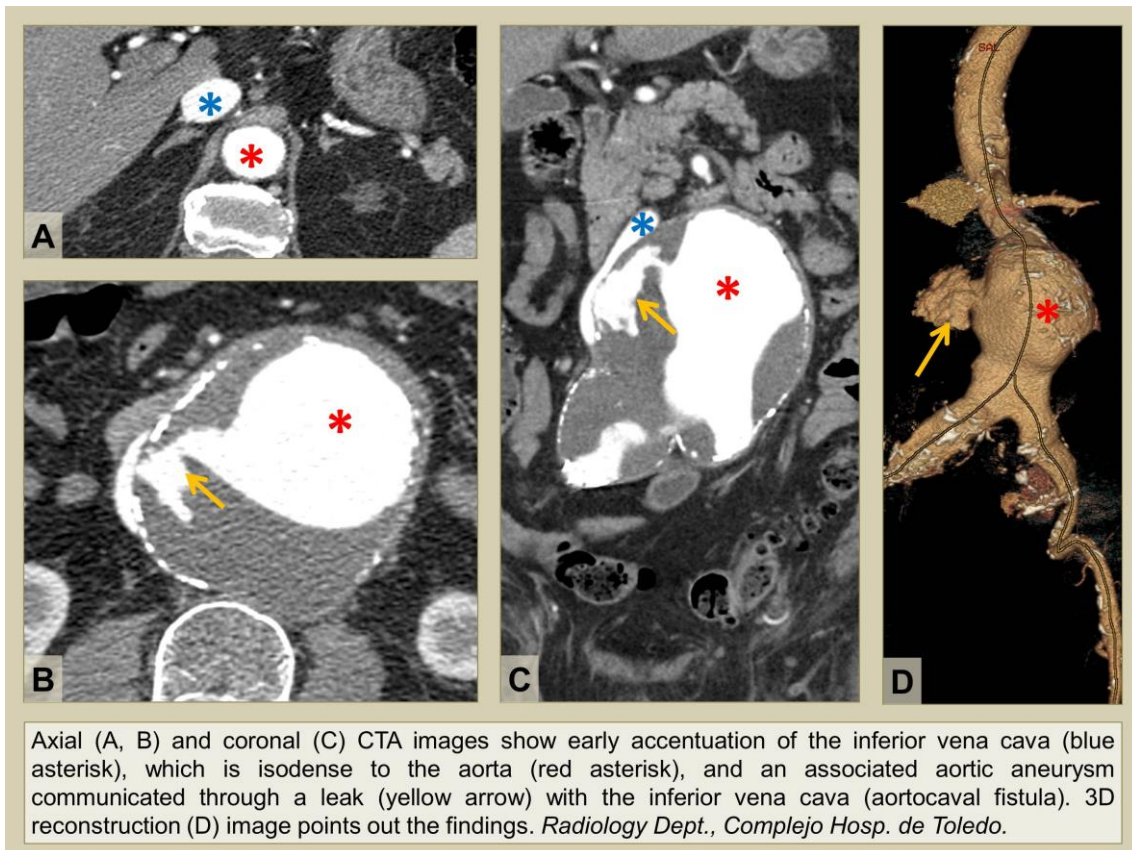 A
B
C
SAL
D
Axial (A, B) and coronal (C) CTA images show early accentuation of the inferior vena cava (blue
asterisk), which is isodense to the aorta (red asterisk), and an associated aortic aneurysm
communicated through a leak (yellow arrow) with the inferior vena cava (aortocaval fistula). 3D
reconstruction (D) image points out the findings. Radiology Dept., Complejo Hosp. de Toledo.